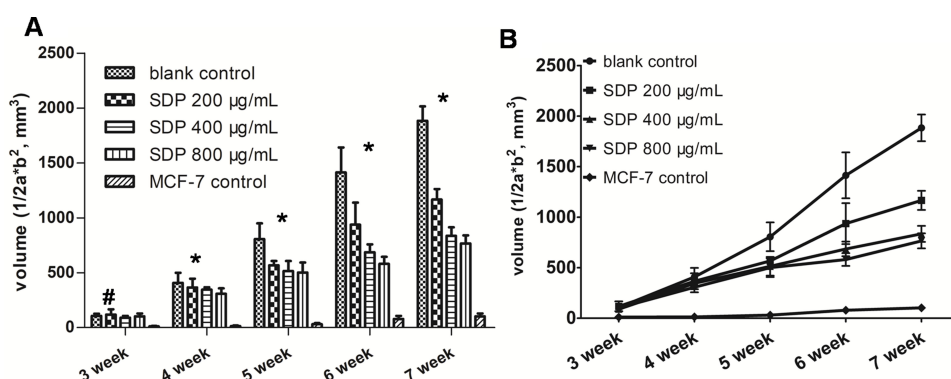 A
volume (1/2a*b², mm³)
2500
2000
1500
1000
500
0
blank control
SDP 200 µg/mL
SDP 400 µg/mL
SDP 800 µg/mL
MCF-7 control
#
*
*
*
*
3 week
4 week
5 week
6 week
7 week
B
volume (1/2a*b², mm³)
2500
2000
1500
1000
500
0
blank control
SDP 200 µg/mL
SDP 400 µg/mL
SDP 800 µg/mL
MCF-7 control
3 week
4 week
5 week
6 week
7 week